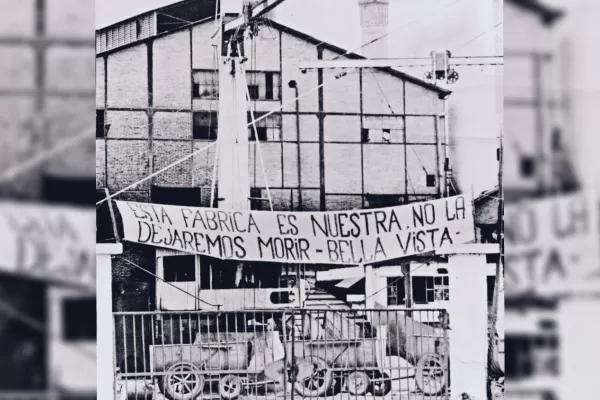 ESTA FABRICA ES NUESTRA NO LA
DEJAREMOS MORIR - BELLA VISTA -